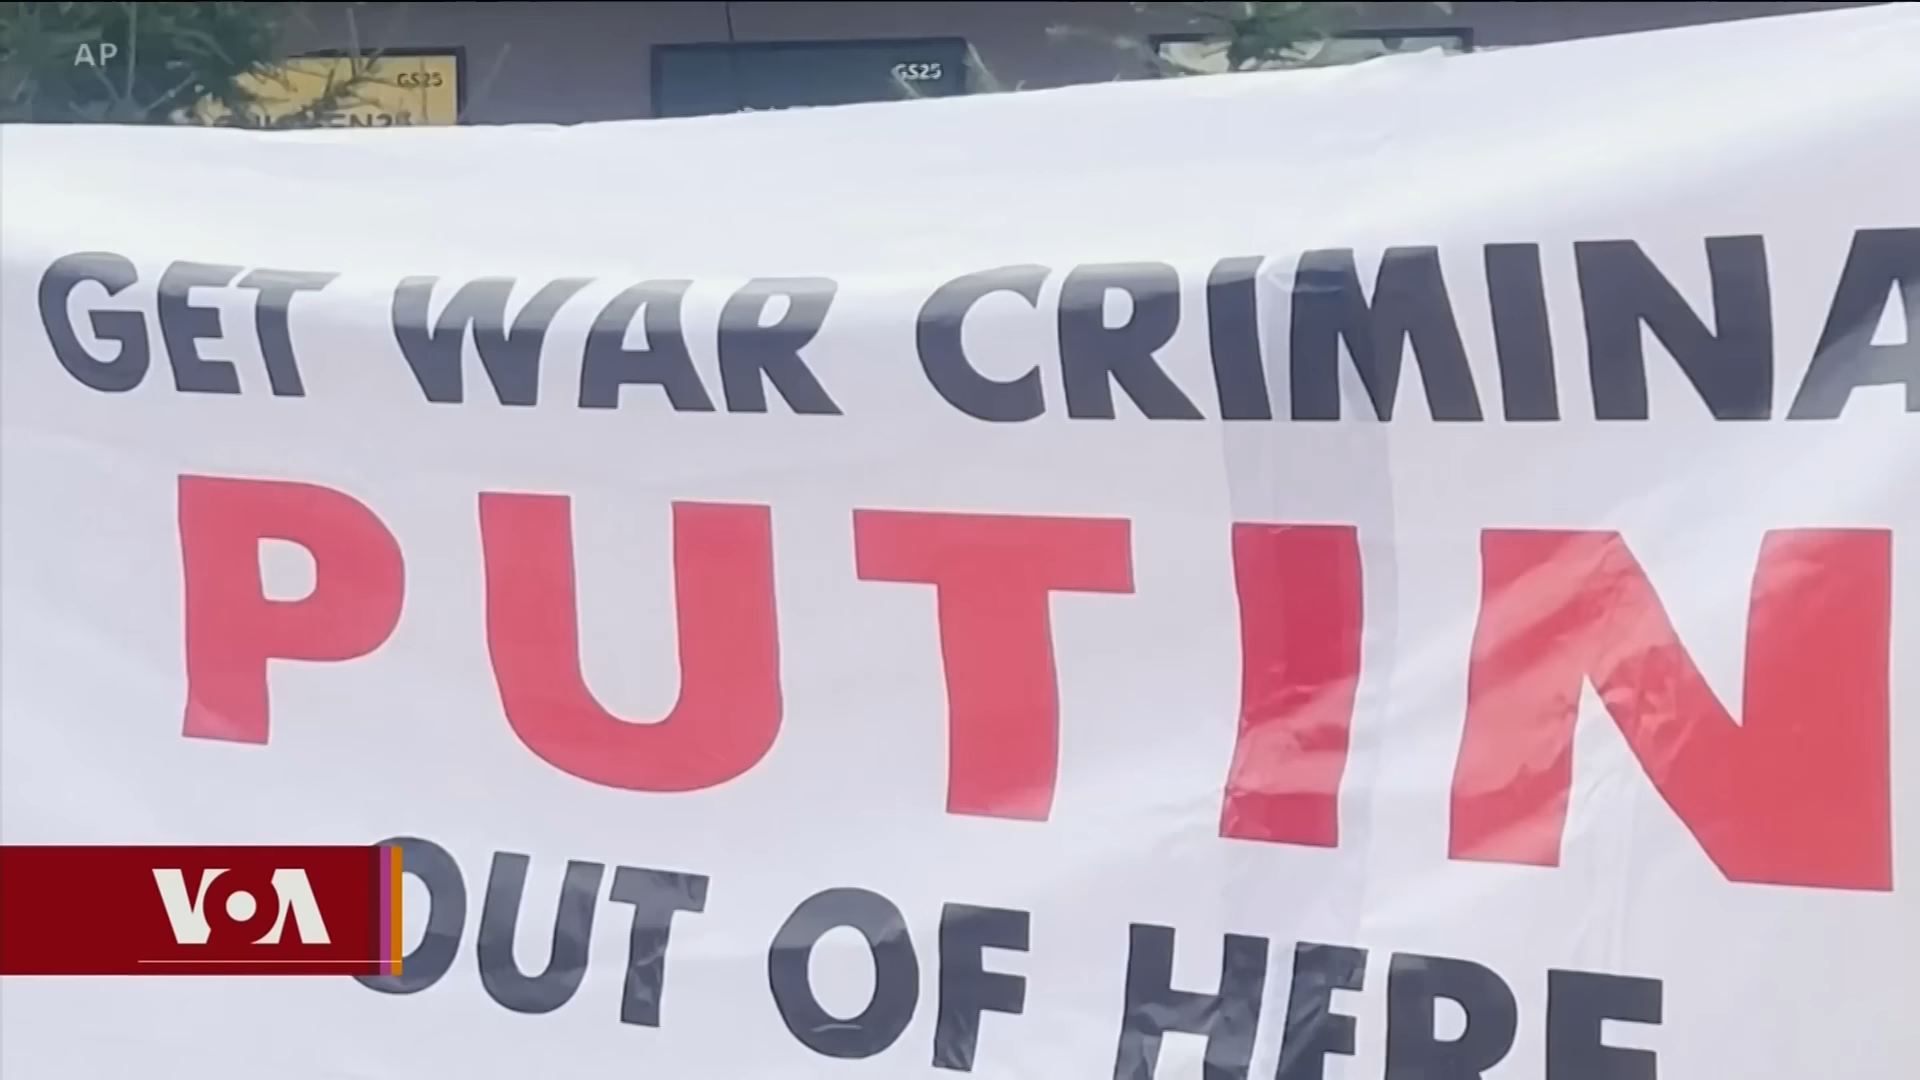 AP
GS25
GS25
GET WAR CRIMINA
PUTIN
OUT OF HERE
VOA